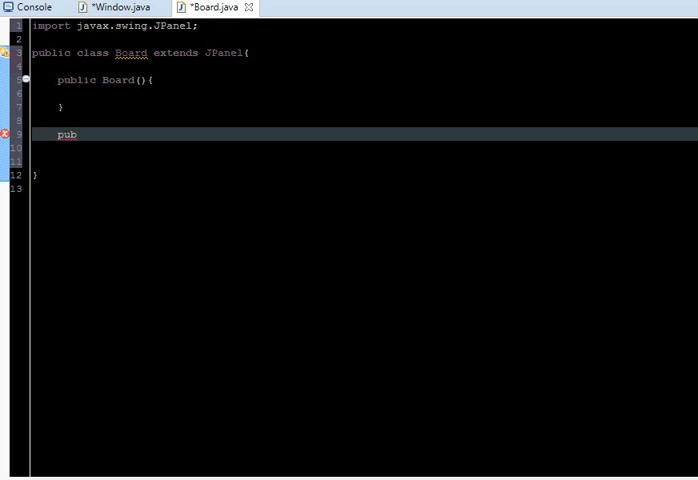 Console *Window.java *Board.java
1 import javax.swing.JPanel;
2
3 public class Board extends JPanel{
4
5 public Board(){
6
7 }
8
9 pub
10
11
12 }
13